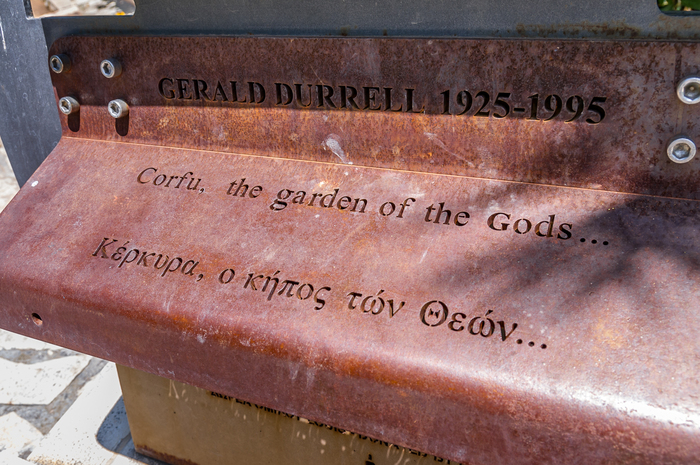 GERALD DURRELL 1925-1995
Corfu, the garden of the Gods...
Κέρκυρα, ο κήπος τών Θεών...